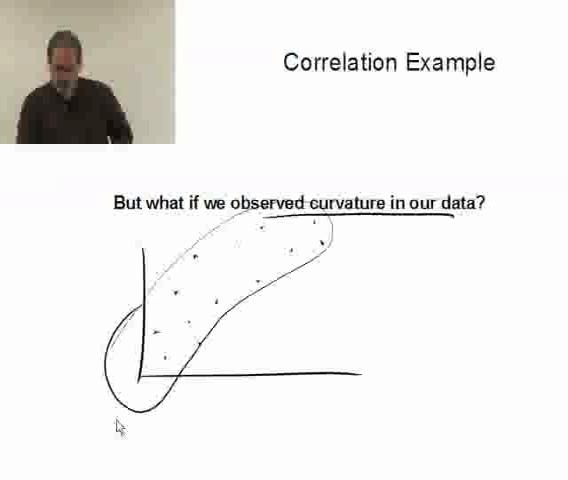 Correlation Example
But what if we observed curvature in our data?